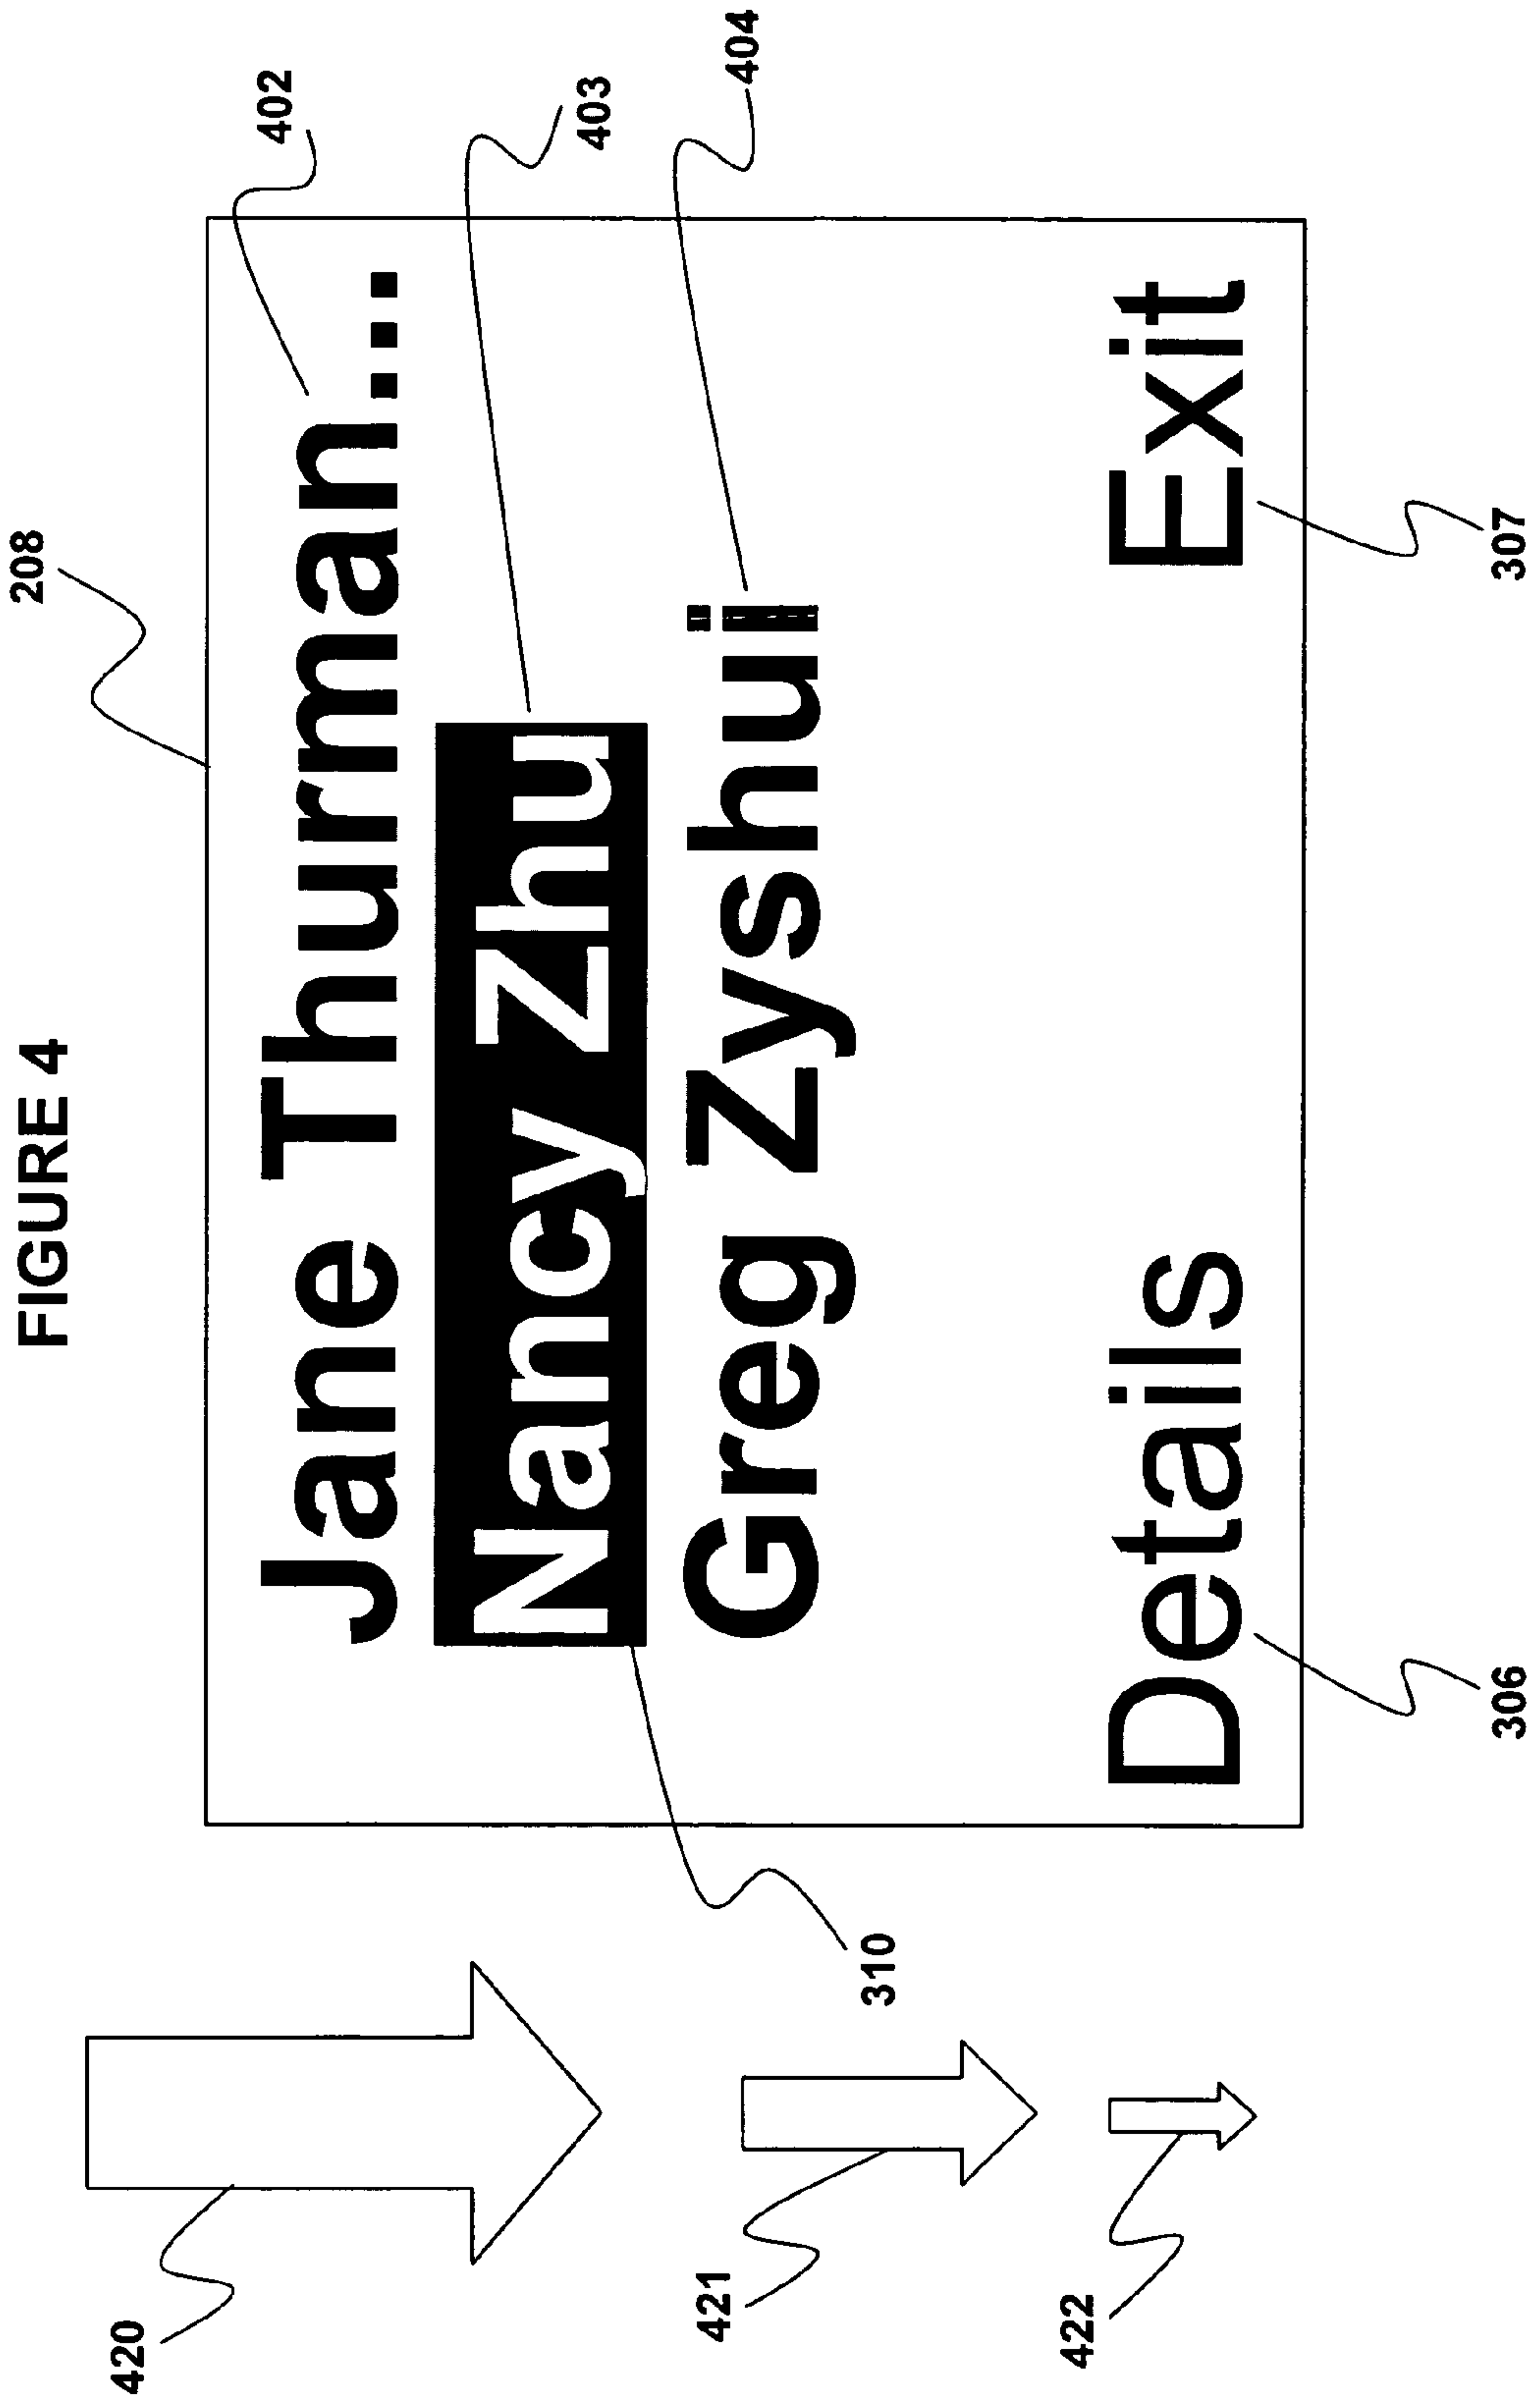 FIGURE 4
208
402
Jane Thurman...
403
Nancy Zhu
404
Greg Zyshui
Details Exit
420
421
422
310
306
307